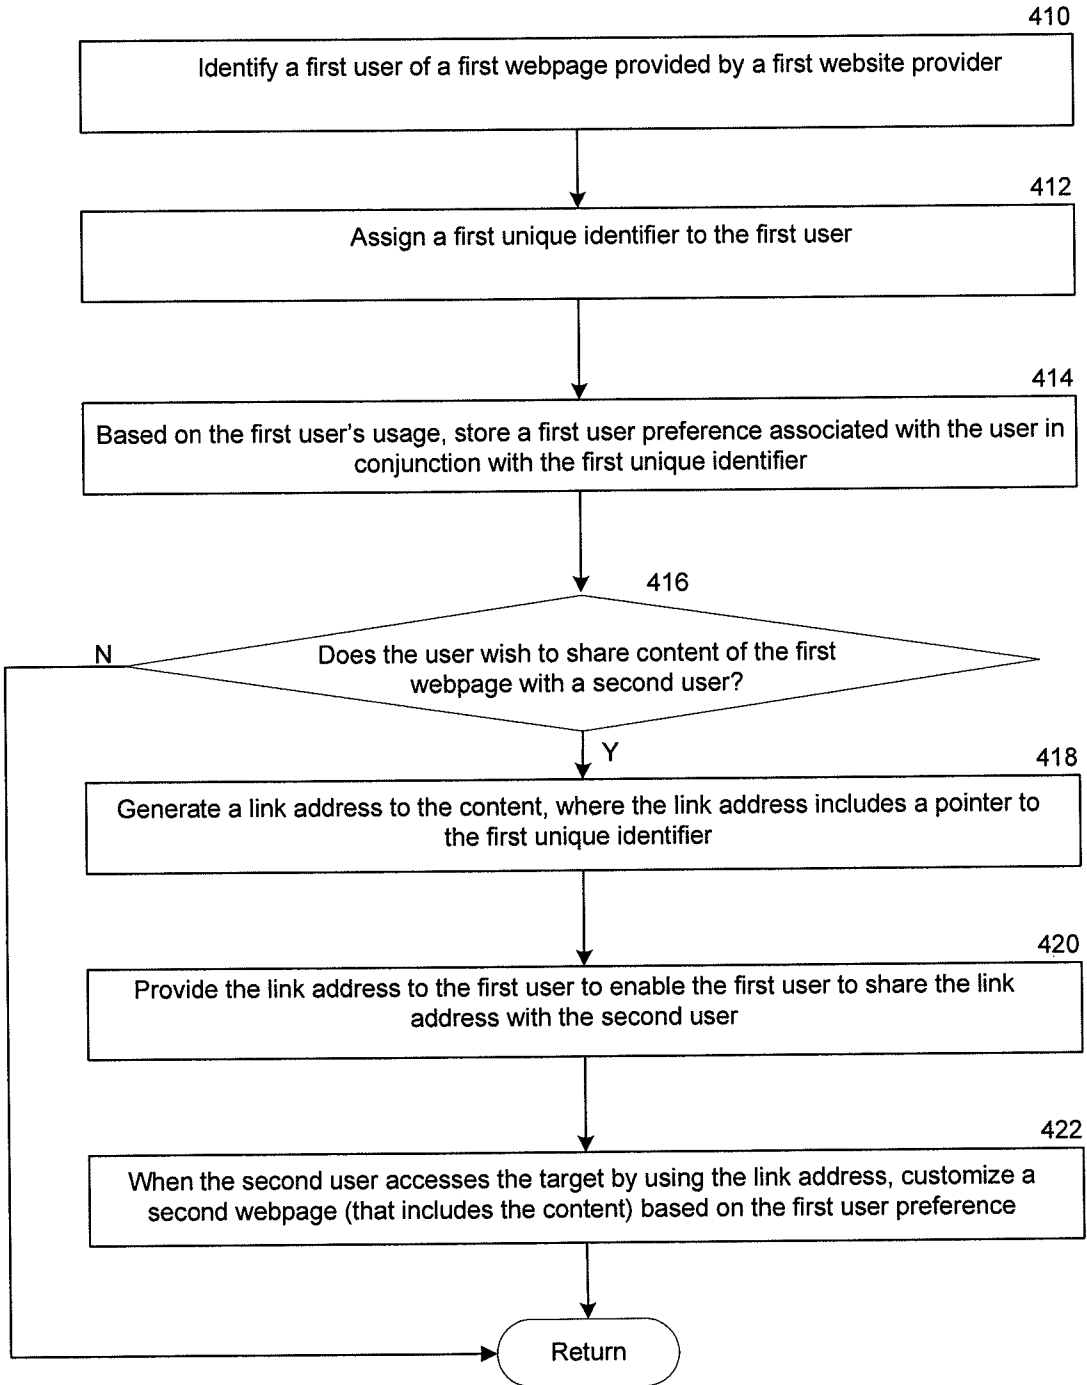 410
Identify a first user of a first webpage provided by a first website provider
412
Assign a first unique identifier to the first user
414
Based on the first user's usage, store a first user preference associated with the user in
conjunction with the first unique identifier
416
N
Does the user wish to share content of the first
webpage with a second user?
Y
418
Generate a link address to the content, where the link address includes a pointer to
the first unique identifier
420
Provide the link address to the first user to enable the first user to share the link
address with the second user
422
When the second user accesses the target by using the link address, customize a
second webpage (that includes the content) based on the first user preference
Return